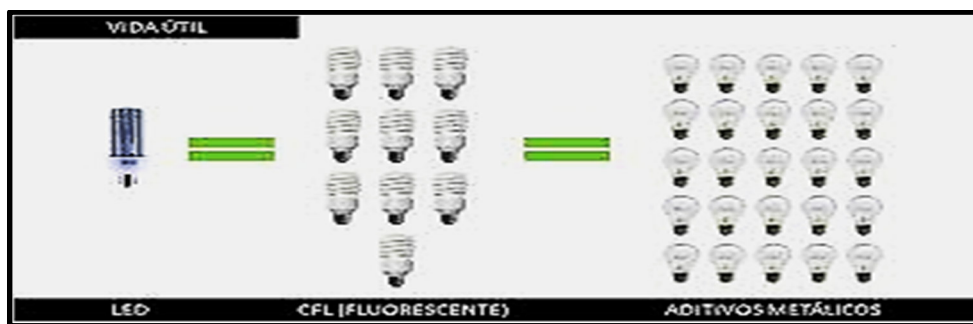 VIDA ÚTIL
LED
CFL (FLUORESCENTE)
ADITIVOS METÁLICOS